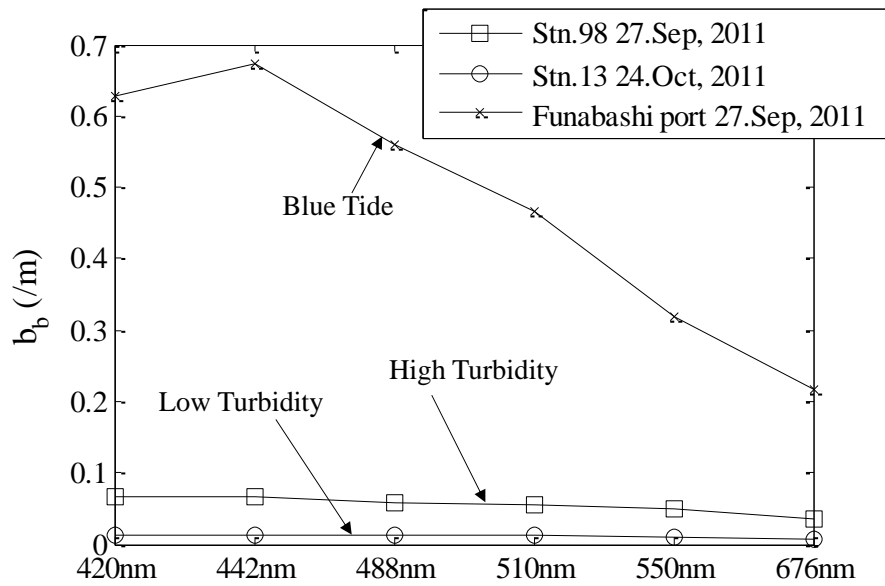 Stn.98 27.Sep, 2011
Stn.13 24.Oct, 2011
Funabashi port 27.Sep, 2011
0.7
0.6
0.5
0.4
0.3
0.2
0.1
0
b_b (/m)
Blue Tide
High Turbidity
Low Turbidity
420nm 442nm 488nm 510nm 550nm 676nm